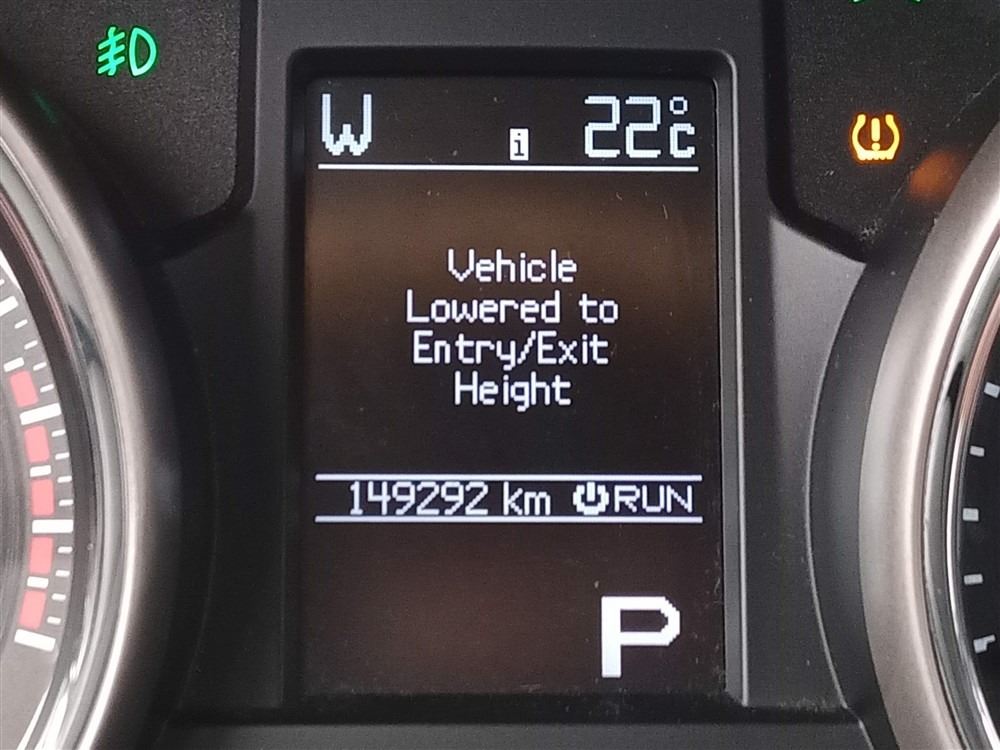 W i 22°C
Vehicle
Lowered to
Entry/Exit
Height
149292 km RUN
P